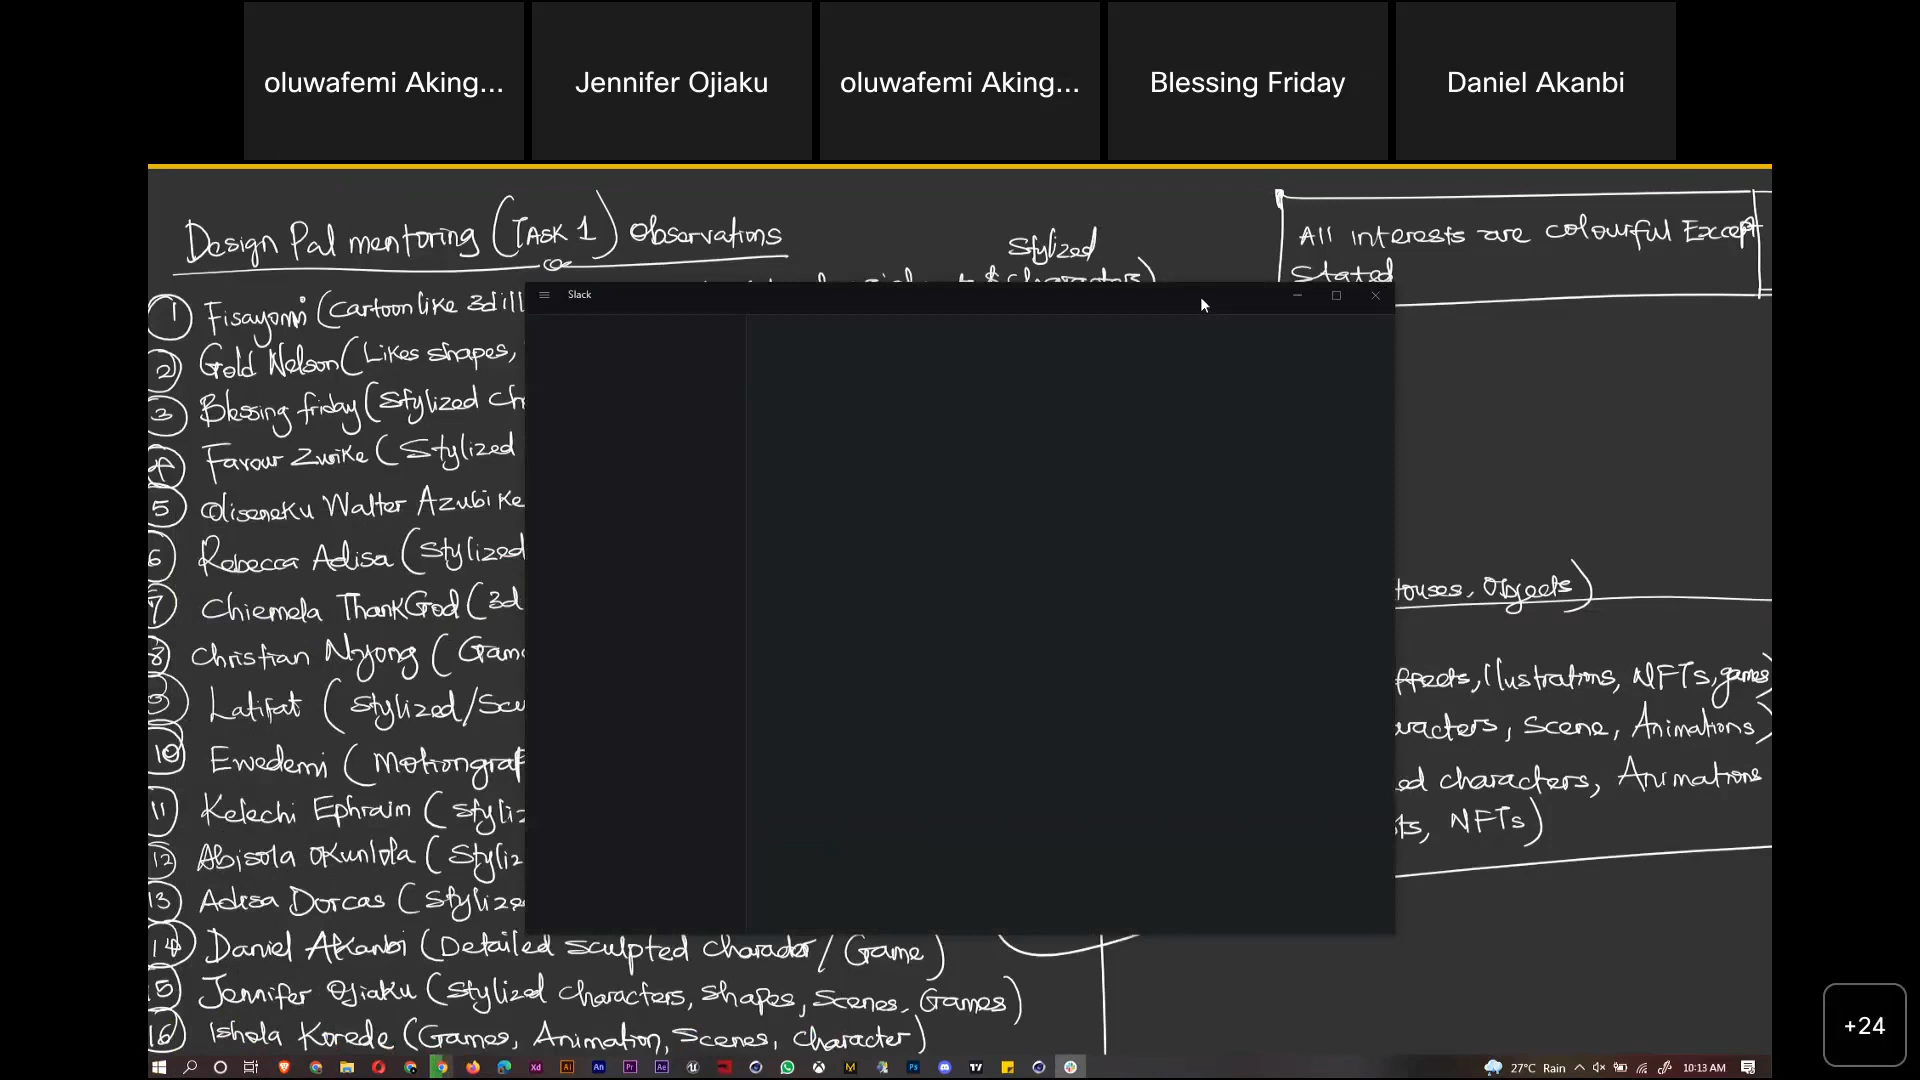 oluwafemi Aking...
Jennifer Ojiaku
oluwafemi Aking...
Blessing Friday
Daniel Akanbi
Design Pal mentoring (TASK 1) observations
Stylized
All interests are colourful Except
Stated
Slack
1 Fisayomi (Cartoon like 3d ill
2 Gold Nelson (Likes shapes,
3 Blessing friday (Stylized Ch
4 Favour Zurike (Stylized
5 Oliseneku Walter Azubike
6 Rebecca Adisa (Stylized
7 Chiemela ThankGod (3d
8 Christian Nyong (Gam
9 Latifat (Stylized/Scu
10 Ewedemi (Motiongraf
11 Kelechi Ephraim (Styliz
12 Abisola Okunlola (Styliz
13 Adisa Dorcas (Stylize
14 Daniel Akanbi (Detailed sculpted character/Game)
15 Jennifer Ojiaku (Stylized characters, shapes, Scenes, Games)
16 Ishola Korede (Games, Animation, Scenes, Character)
ouses, Objects)
ffects, Illustrations, NFTs, games)
racters, Scene, Animations)
ed characters, Animations
ts, NFTs)
+24
27°C Rain
10:13 AM